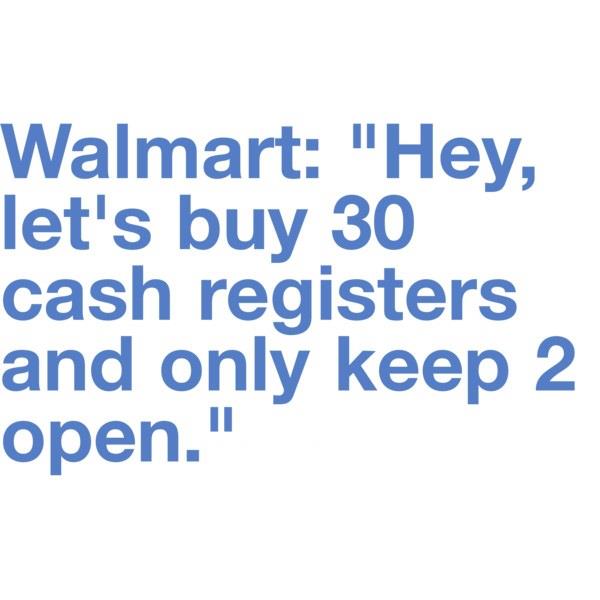 Walmart: "Hey,
let's buy 30
cash registers
and only keep 2
open."